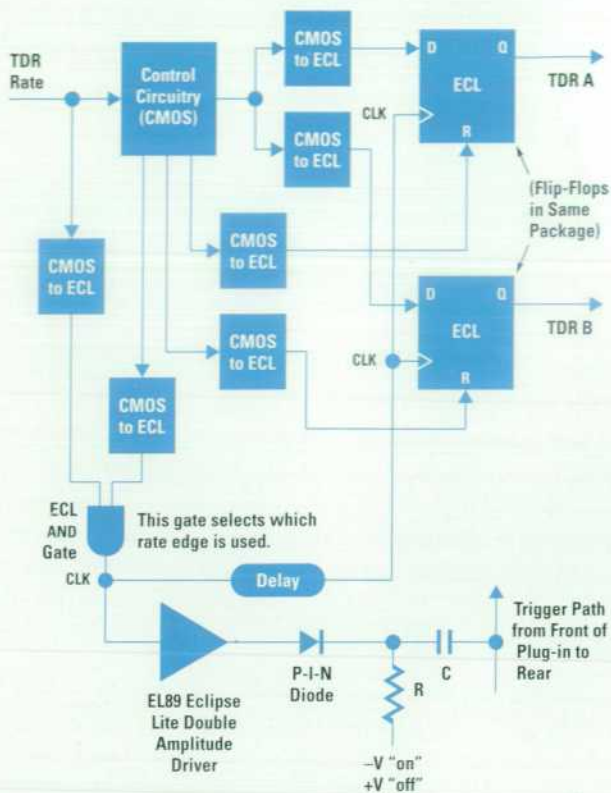 TDR
Rate
Control
Circuitry
(CMOS)
CMOS
to ECL
CMOS
to ECL
D
Q
ECL
CLK
R
TDR A
(Flip-Flops
in Same
Package)
CMOS
to ECL
CMOS
to ECL
CMOS
to ECL
D
Q
ECL
CLK
R
TDR B
CMOS
to ECL
ECL
AND
Gate
This gate selects which
rate edge is used.
CLK
Delay
Trigger Path
from Front of
Plug-in to
Rear
EL89 Eclipse
Lite Double
Amplitude
Driver
P-I-N
Diode
R
C
–V "on"
+V "off"